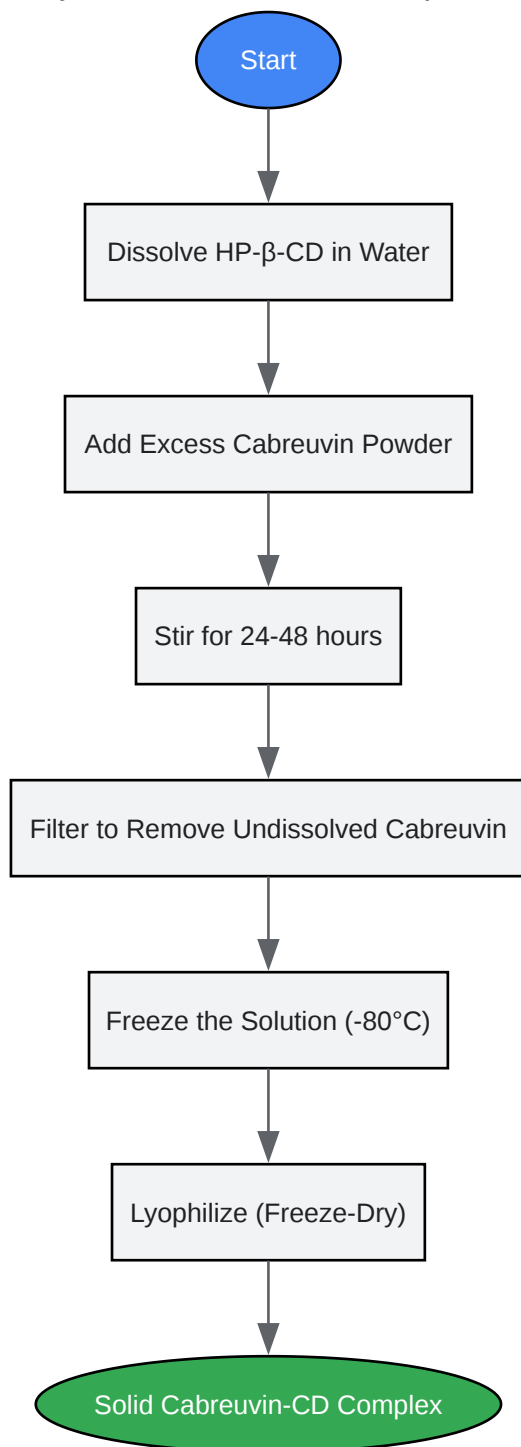 Start
Dissolve HP-β-CD in Water
Add Excess Cabreuvin Powder
Stir for 24-48 hours
Filter to Remove Undissolved Cabreuvin
Freeze the Solution (-80°C)
Lyophilize (Freeze-Dry)
Solid Cabreuvin-CD Complex